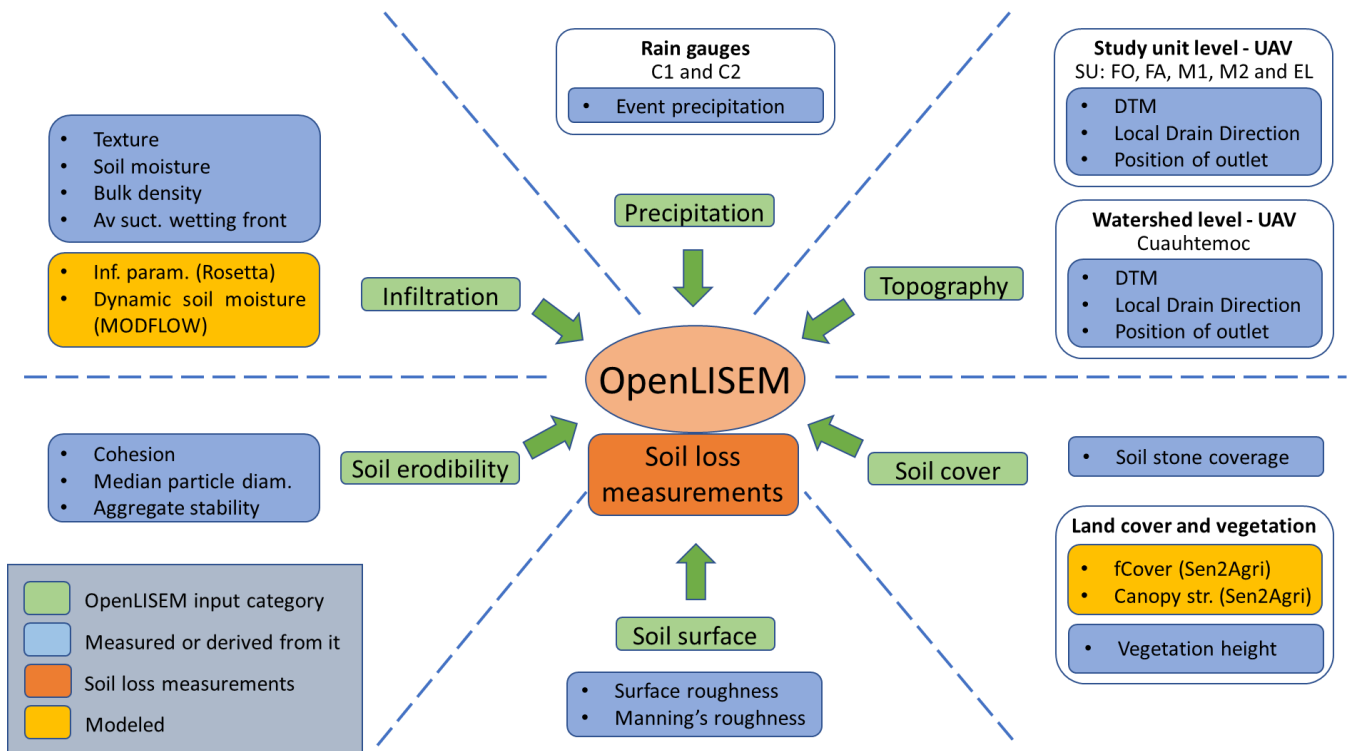 Rain gauges
C1 and C2
• Event precipitation
Precipitation
Study unit level - UAV
SU: FO, FA, M1, M2 and EL
• DTM
• Local Drain Direction
• Position of outlet
Watershed level - UAV
Cuauhtemoc
• DTM
• Local Drain Direction
• Position of outlet
Topography
• Texture
• Soil moisture
• Bulk density
• Av suct. wetting front
• Inf. param. (Rosetta)
• Dynamic soil moisture
(MODFLOW)
Infiltration
OpenLISEM
Soil loss
measurements
• Cohesion
• Median particle diam.
• Aggregate stability
Soil erodibility
Soil cover
• Soil stone coverage
Land cover and vegetation
• fCover (Sen2Agri)
• Canopy str. (Sen2Agri)
• Vegetation height
Soil surface
• Surface roughness
• Manning's roughness
OpenLISEM input category
Measured or derived from it
Soil loss measurements
Modeled